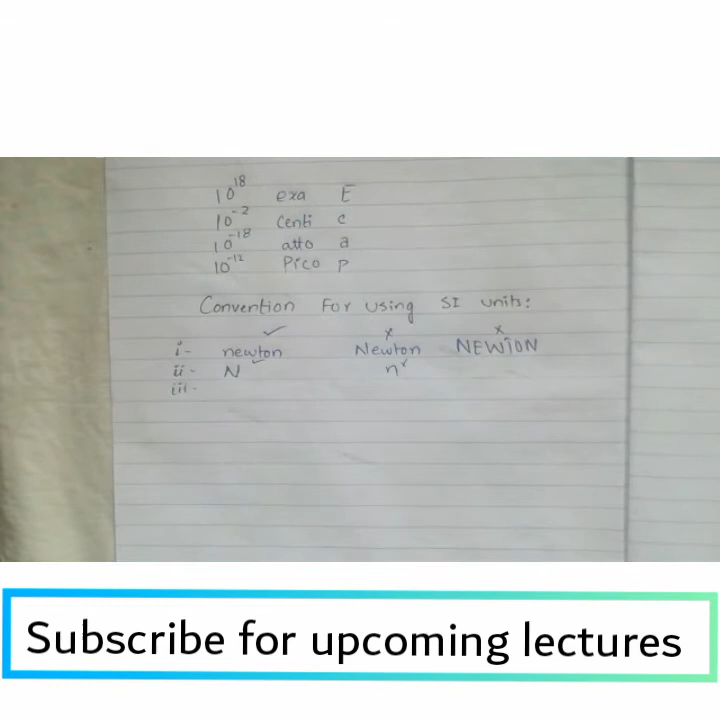 10^18 exa E
10^-2 Centi c
10^-18 atto a
10^-12 Pico p
Convention For using SI units:
✓ × ×
i- newton Newton NEWTON
ii- N n
iii-
Subscribe for upcoming lectures